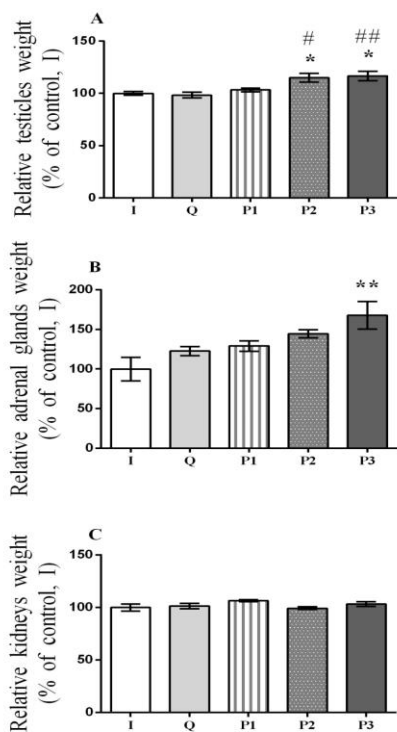 A
Relative testicles weight
(% of control, I)
150
100
50
0
# ##
* *
I Q P1 P2 P3
B
Relative adrenal glands weight
(% of control, I)
200
150
100
50
0
**
I Q P1 P2 P3
C
Relative kidneys weight
(% of control, I)
150
100
50
0
I Q P1 P2 P3